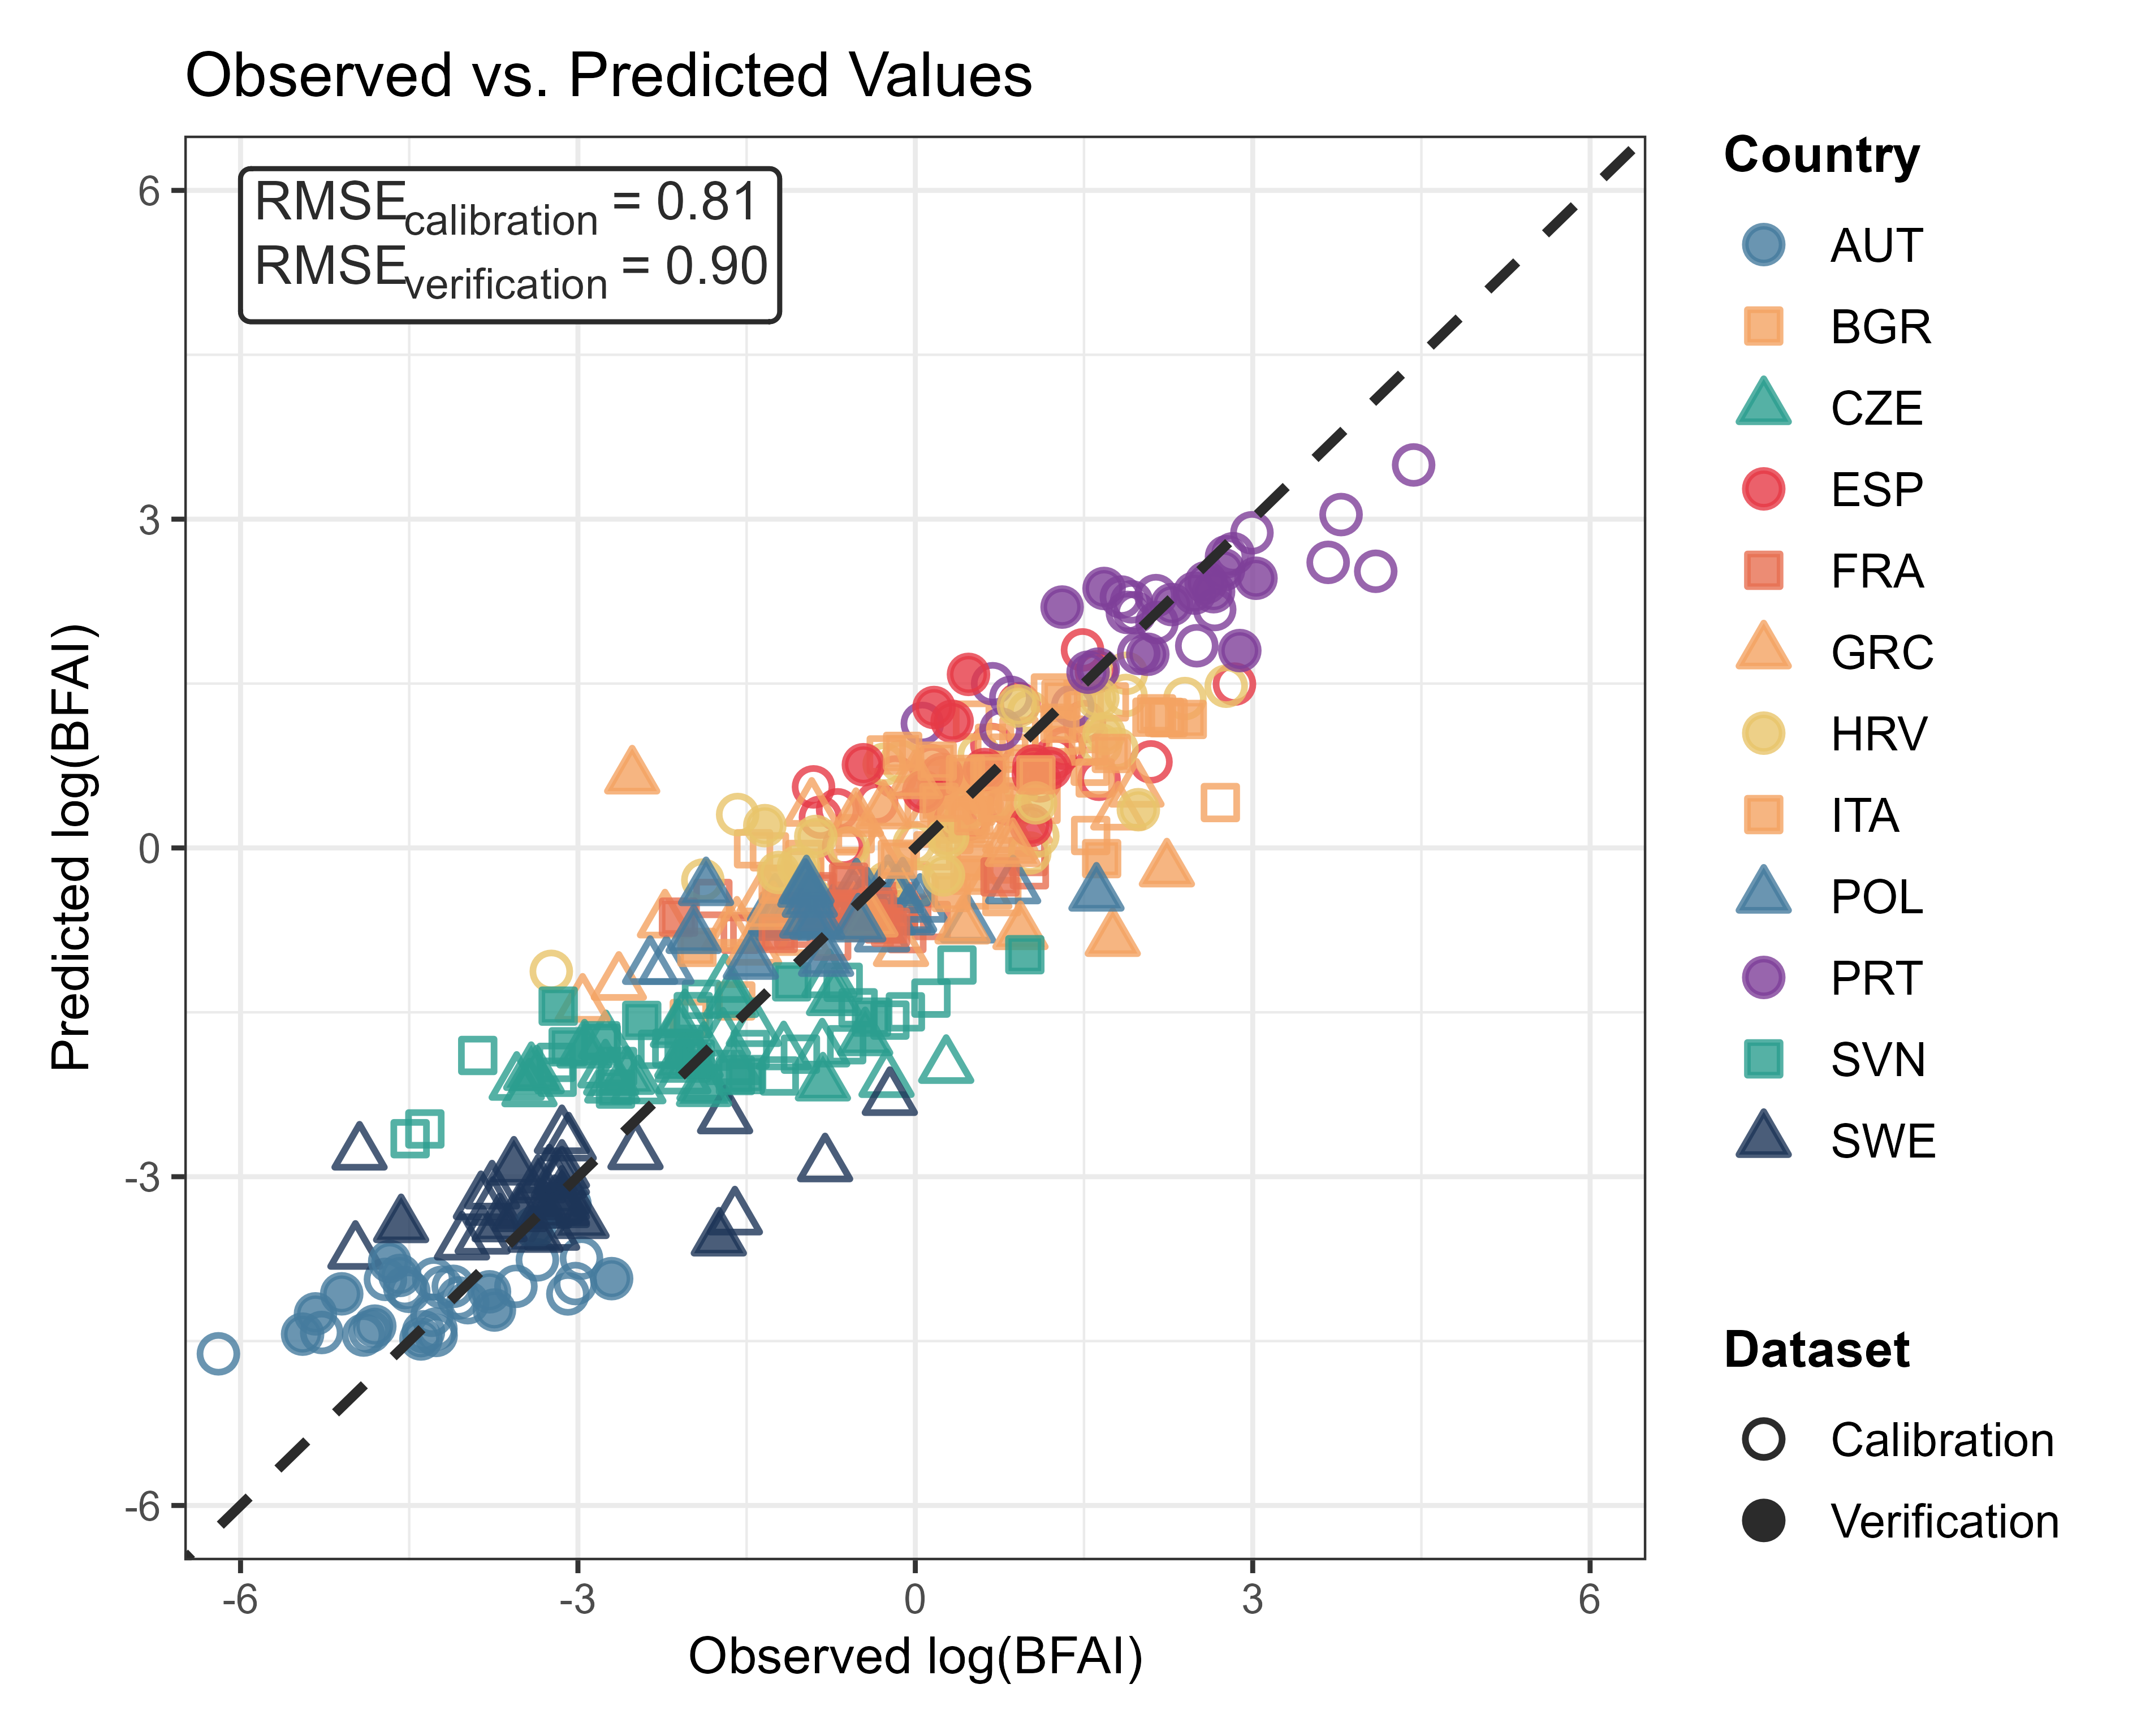 Observed vs. Predicted Values
RMSEcalibration = 0.81
RMSEverification = 0.90
6
3
0
-3
-6
Predicted log(BFAI)
-6 -3 0 3 6
Observed log(BFAI)
Country
AUT
BGR
CZE
ESP
FRA
GRC
HRV
ITA
POL
PRT
SVN
SWE
Dataset
Calibration
Verification